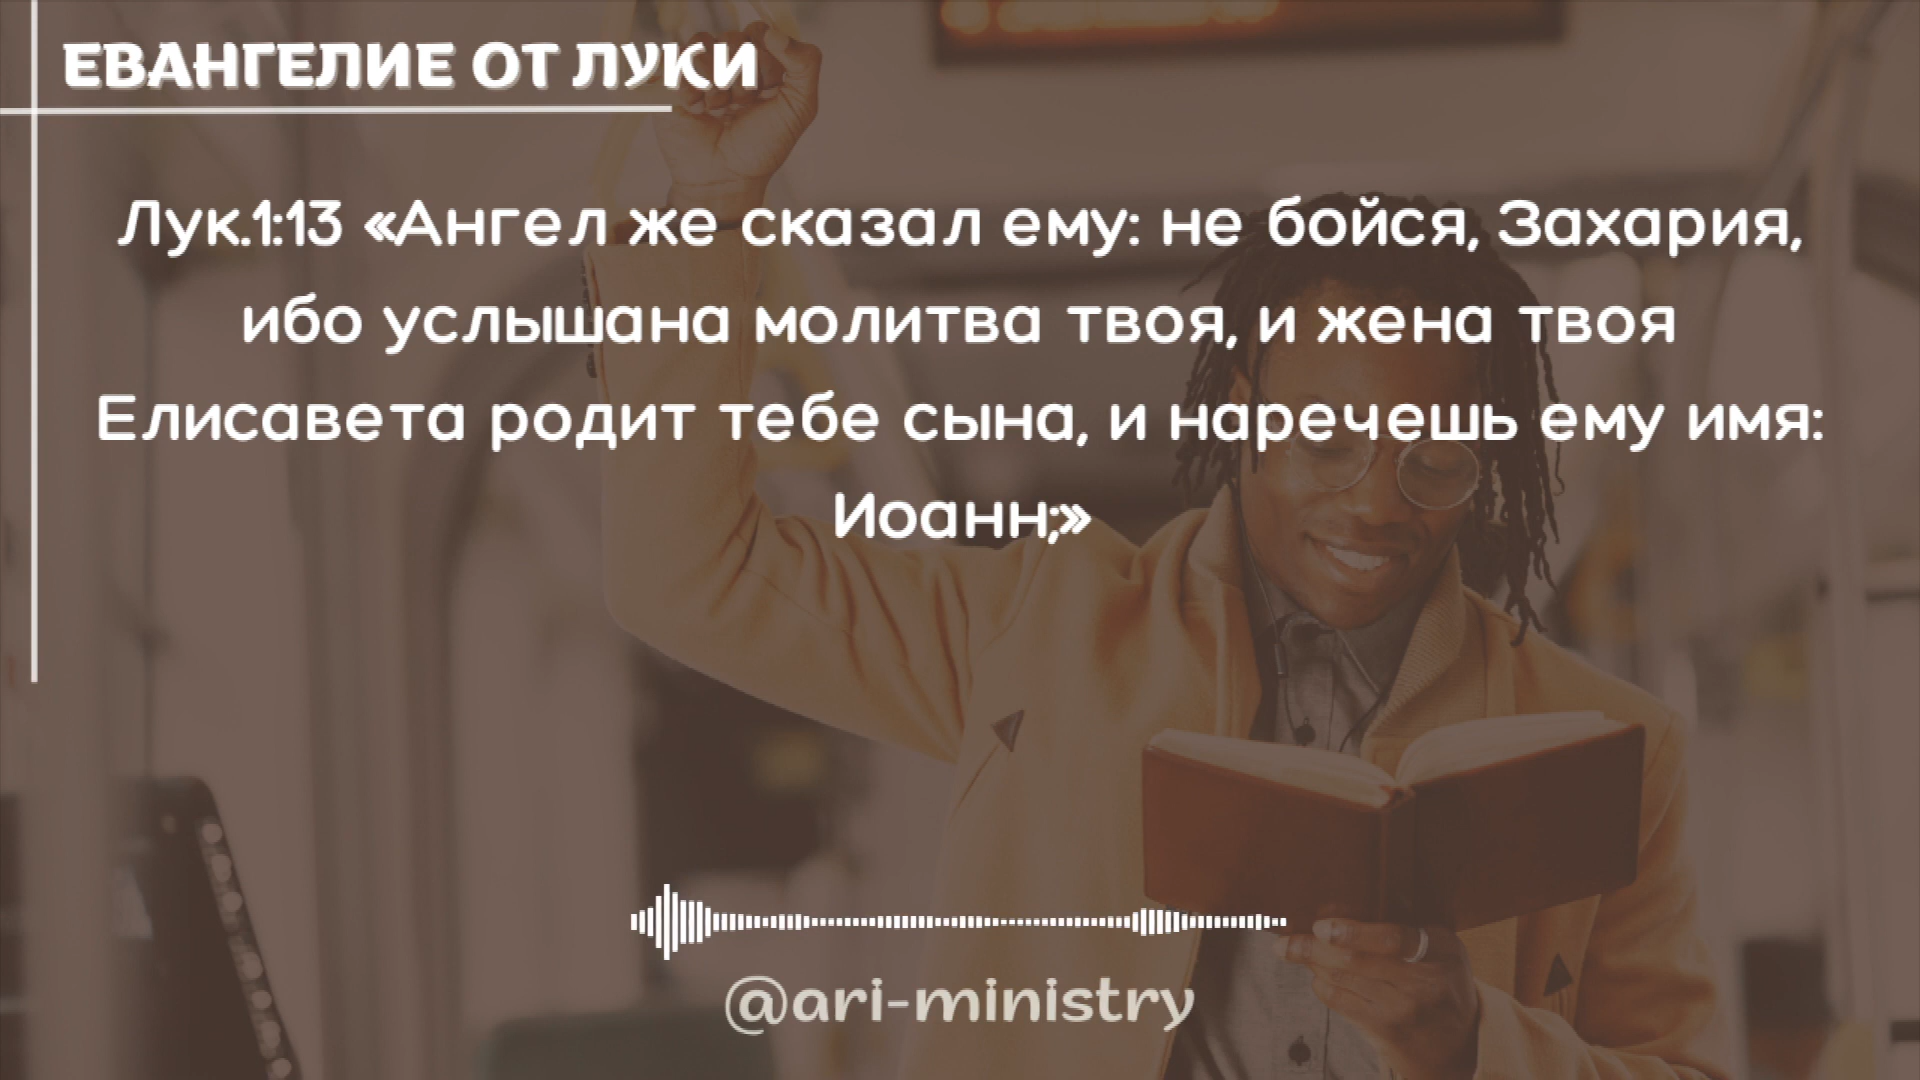 ЕВАНГЕЛИЕ ОТ ЛУКИ
Лук.1:13 «Ангел же сказал ему: не бойся, Захария,
ибо услышана молитва твоя, и жена твоя
Елисавета родит тебе сына, и наречешь ему имя:
Иоанн;»
@ari-ministry